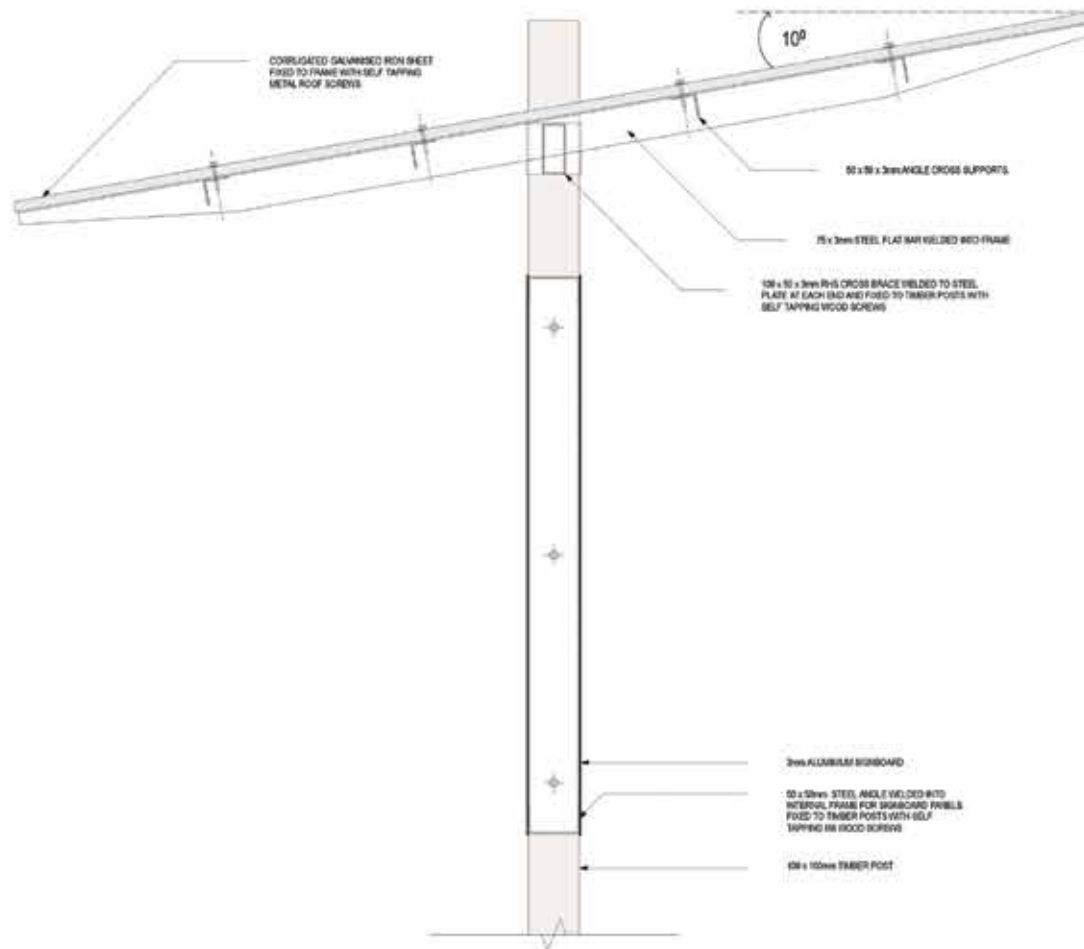 10º
CORRUGATED GALVANISED IRON SHEET
FIXED TO FRAME WITH SELF TAPPING
METAL ROOF SCREWS
50 x 50 x 3mm ANGLE CROSS SUPPORTS.
75 x 3mm STEEL FLAT BAR WELDED INTO FRAME
100 x 50 x 3mm RHS CROSS BRACE WELDED TO STEEL
PLATE AT EACH END AND FIXED TO TIMBER POSTS WITH
SELF TAPPING WOOD SCREWS
3mm ALUMINIUM SIGNBOARD
50 x 50mm STEEL ANGLE WELDED INTO
INTERNAL FRAME FOR SIGNBOARD PANELS
FIXED TO TIMBER POSTS WITH SELF
TAPPING WOOD SCREWS
100 x 100mm TIMBER POST